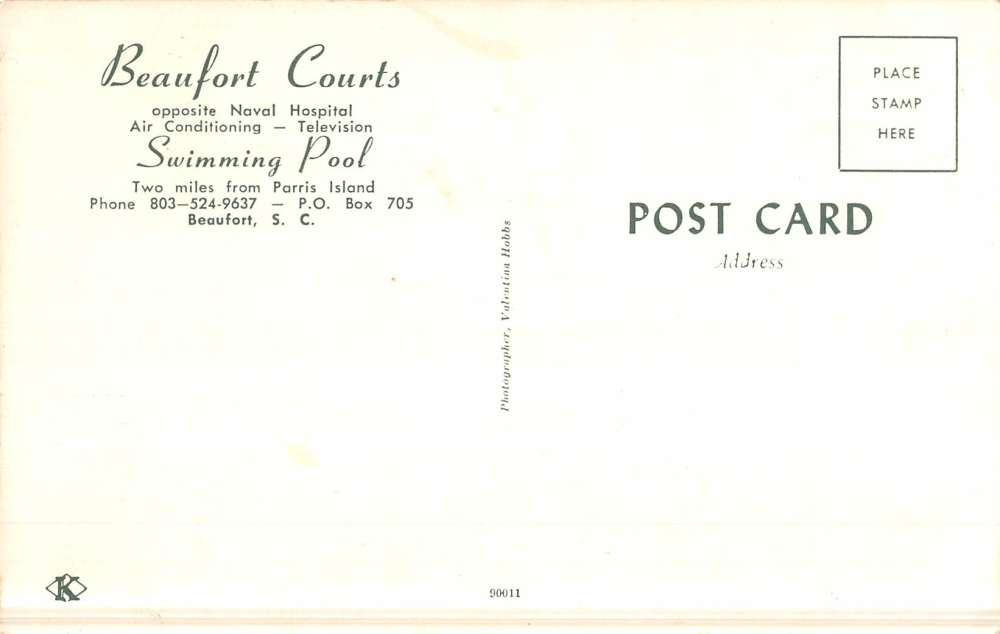 Beaufort Courts
opposite Naval Hospital
Air Conditioning — Television
Swimming Pool
Two miles from Parris Island
Phone 803—524-9637 — P.O. Box 705
Beaufort, S. C.
PLACE
STAMP
HERE
POST CARD
Address
Photographer, Valentina Hobbs
K
90011